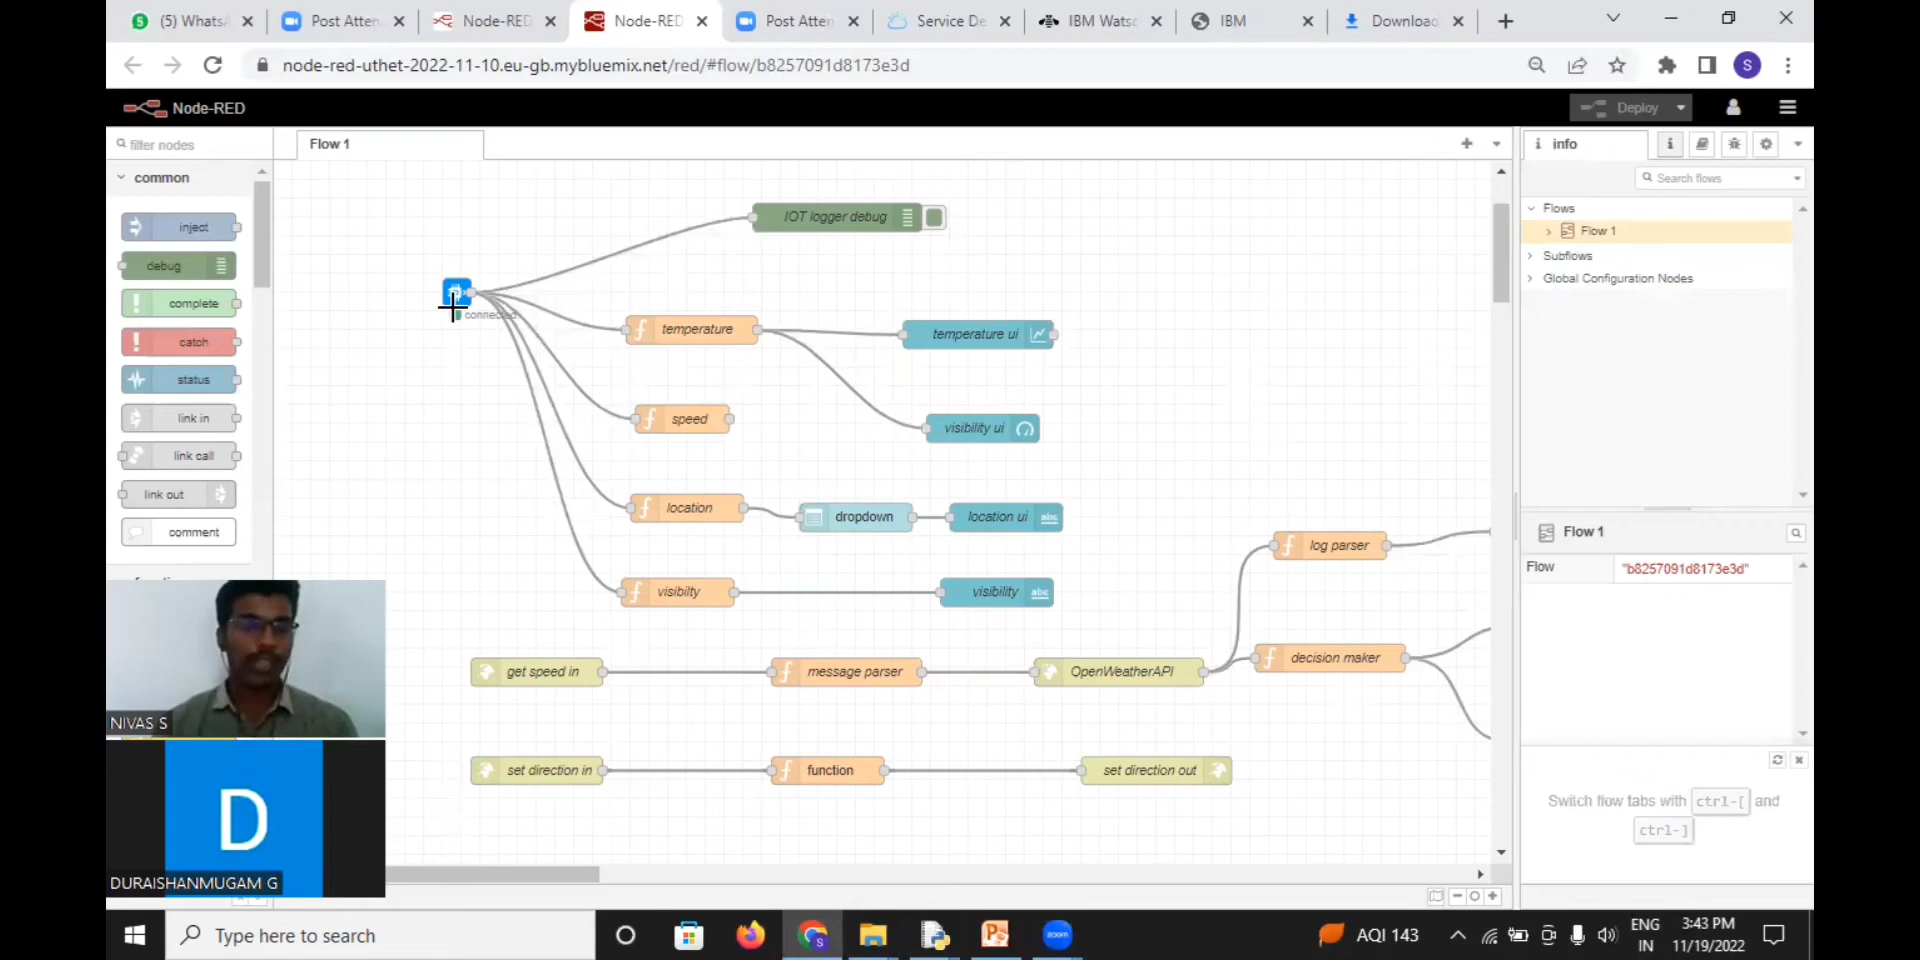 (5) WhatsA
Post Atten
Node-RED
Node-RED
Post Atten
Service De
IBM Watso
IBM
Downloac
node-red-uthet-2022-11-10.eu-gb.mybluemix.net/red/#flow/b8257091d8173e3d
S
Node-RED
Deploy
filter nodes
Flow 1
info
common
Search flows
inject
debug
complete
catch
status
link in
link call
link out
comment
IOT logger debug
connected
temperature
temperature ui
speed
visibility ui
location
dropdown
location ui
abc
visibilty
visibility
abc
log parser
get speed in
message parser
OpenWeatherAPI
decision maker
set direction in
function
set direction out
Flows
Flow 1
Subflows
Global Configuration Nodes
Flow 1
Flow
"b8257091d8173e3d"
Switch flow tabs with ctrl-[ and
ctrl-]
NIVAS S
D
DURAISHANMUGAM G
Type here to search
S
zoom
AQI 143
ENG
IN
3:43 PM
11/19/2022